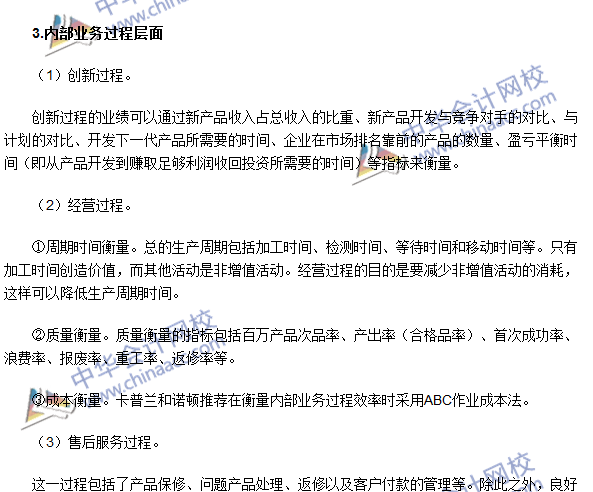 3.内部业务过程层面
（1）创新过程。
创新过程的业绩可以通过新产品收入占总收入的比重、新产品开发与竞争对手的对比、与
计划的对比、开发下一代产品所需要的时间、企业在市场排名靠前的产品的数量、盈亏平衡时
间（即从产品开发到赚取足够利润收回投资所需要的时间）等指标来衡量。
（2）经营过程。
①周期时间衡量。总的生产周期包括加工时间、检测时间、等待时间和移动时间等。只有
加工时间创造价值，而其他活动是非增值活动。经营过程的目的是要减少非增值活动的消耗，
这样可以降低生产周期时间。
②质量衡量。质量衡量的指标包括百万产品次品率、产出率（合格品率）、首次成功率、
浪费率、报废率、重工率、返修率等。
③成本衡量。卡普兰和诺顿推荐在衡量内部业务过程效率时采用ABC作业成本法。
（3）售后服务过程。
这一过程包括了产品保修、问题产品处理、返修以及客户付款的管理等。除此之外，良好
中华会计网校
www.chinaacc.com